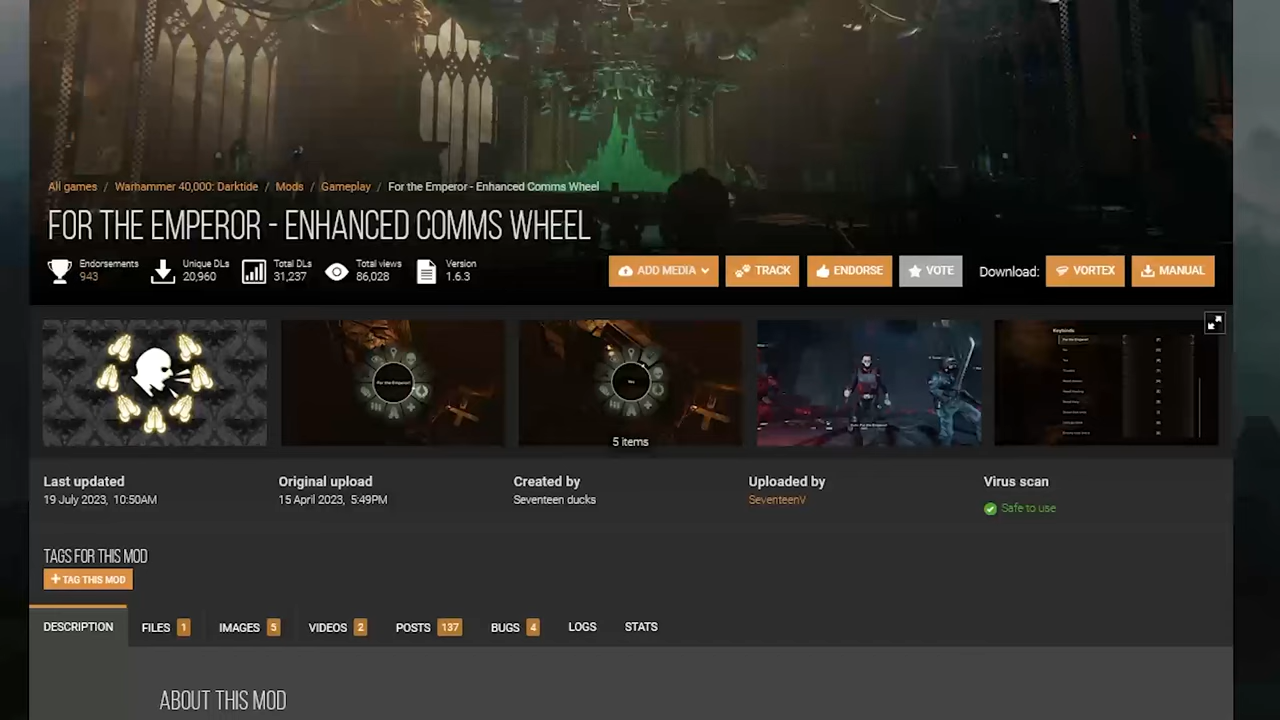 All games / Warhammer 40,000: Darktide / Mods / Gameplay / For the Emperor - Enhanced Comms Wheel
FOR THE EMPEROR - ENHANCED COMMS WHEEL
Endorsements
943
Unique DLs
20,960
Total DLs
31,237
Total views
86,028
Version
1.6.3
ADD MEDIA
TRACK
ENDORSE
VOTE
Download:
VORTEX
MANUAL
For the Emperor!
Yes
Keybinds
5 items
Last updated
19 July 2023, 10:50AM
Original upload
15 April 2023, 5:49PM
Created by
Seventeen ducks
Uploaded by
SeventeenV
Virus scan
Safe to use
TAGS FOR THIS MOD
+ TAG THIS MOD
DESCRIPTION
FILES 1
IMAGES 5
VIDEOS 2
POSTS 137
BUGS 4
LOGS
STATS
ABOUT THIS MOD